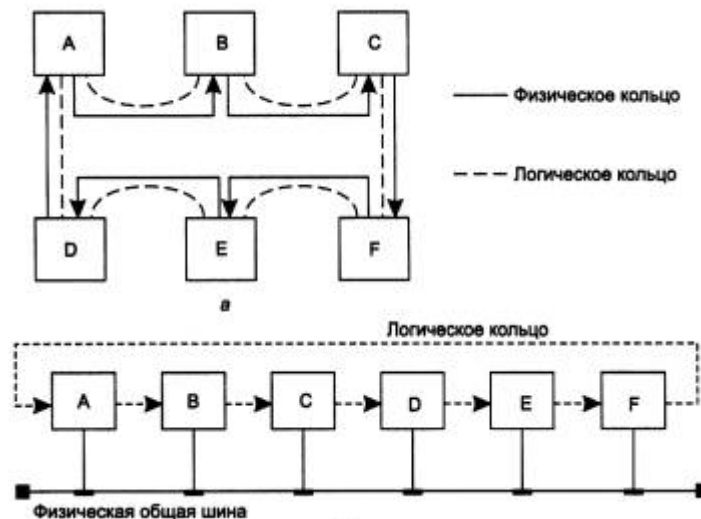 A B C
Физическое кольцо
Логическое кольцо
D E F
а
Логическое кольцо
A B C D E F
Физическая общая шина